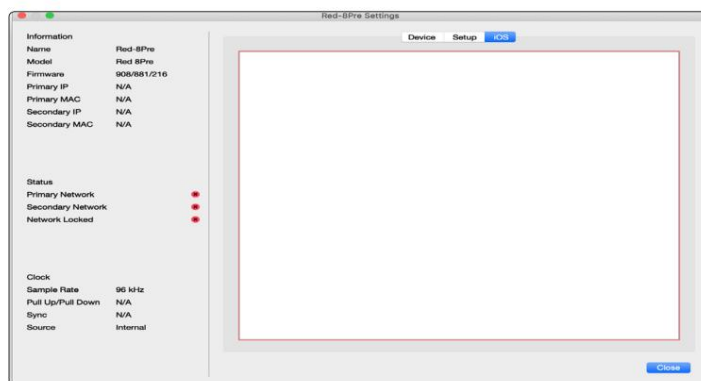 Red-8Pre Settings
Information
Name Red-8Pre
Model Red 8Pre
Firmware 908/881/216
Primary IP N/A
Primary MAC N/A
Secondary IP N/A
Secondary MAC N/A
Status
Primary Network
Secondary Network
Network Locked
Clock
Sample Rate 96 kHz
Pull Up/Pull Down N/A
Sync N/A
Source Internal
Device Setup iOS
Close